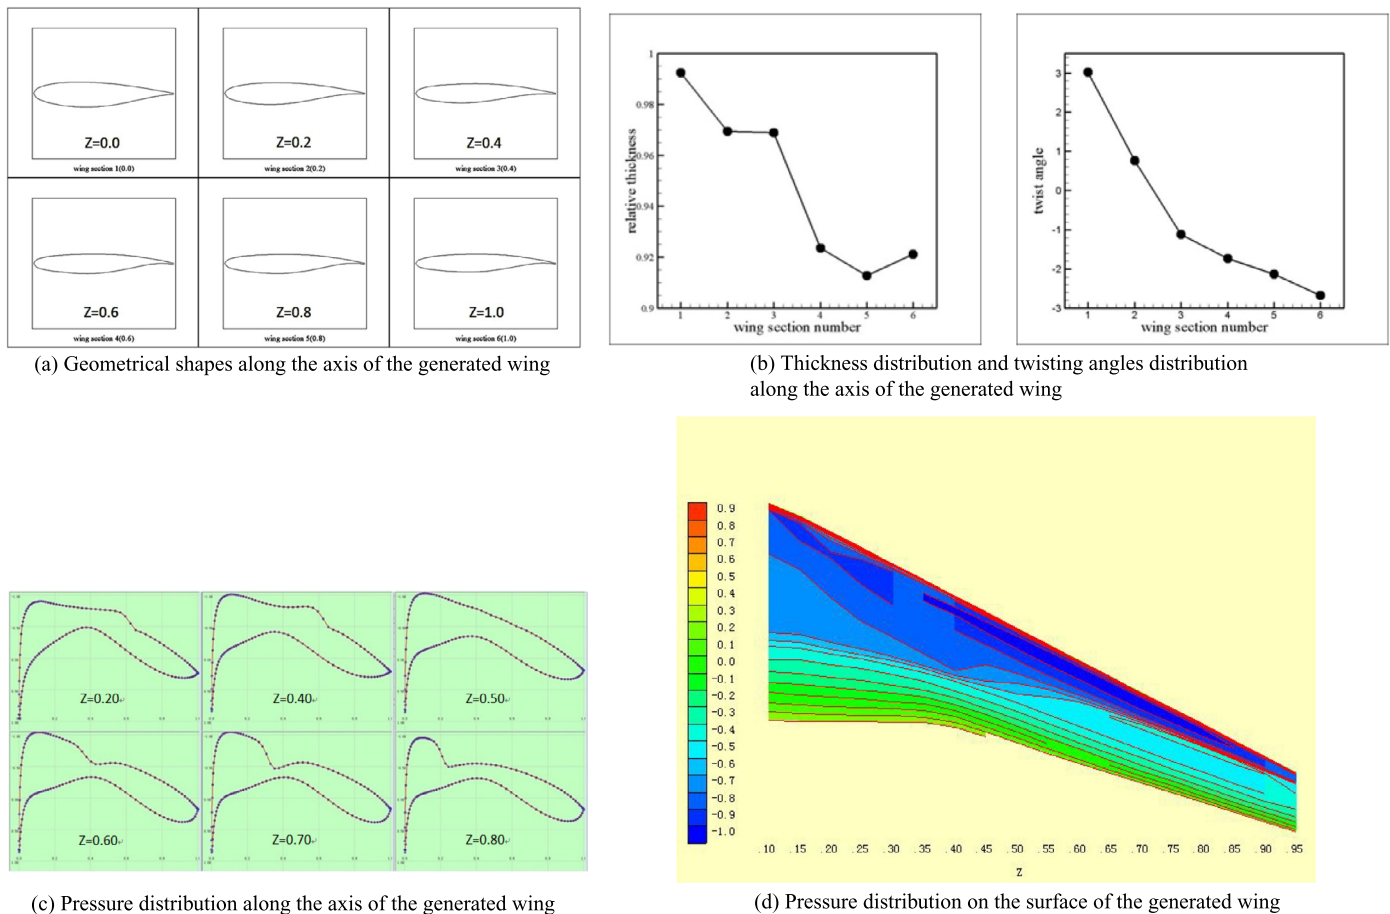 Z=0.0
Z=0.2
Z=0.4
wing section 1(0.0)
wing section 2(0.2)
wing section 3(0.4)
Z=0.6
Z=0.8
Z=1.0
wing section 4(0.6)
wing section 5(0.8)
wing section 6(1.0)
(a) Geometrical shapes along the axis of the generated wing
relative thickness
1
0.98
0.96
0.94
0.92
0.9
1 2 3 4 5 6
wing section number
twist angle
3
2
1
0
-1
-2
-3
1 2 3 4 5 6
wing section number
(b) Thickness distribution and twisting angles distribution
along the axis of the generated wing
Z=0.20
Z=0.40
Z=0.50
Z=0.60
Z=0.70
Z=0.80
(c) Pressure distribution along the axis of the generated wing
0.9
0.8
0.7
0.6
0.5
0.4
0.3
0.2
0.1
0.0
-0.1
-0.2
-0.3
-0.4
-0.5
-0.6
-0.7
-0.8
-0.9
-1.0
.10 .15 .20 .25 .30 .35 .40 .45 .50 .55 .60 .65 .70 .75 .80 .85 .90 .95
Z
(d) Pressure distribution on the surface of the generated wing